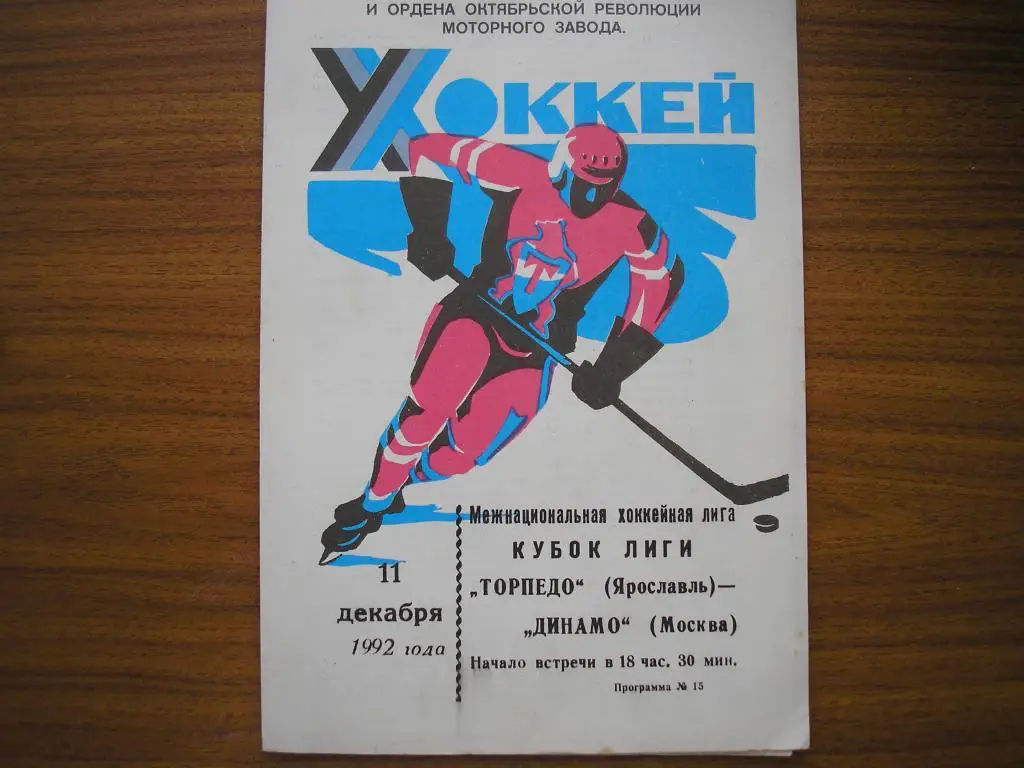 И ОРДЕНА ОКТЯБРЬСКОЙ РЕВОЛЮЦИИ
МОТОРНОГО ЗАВОДА.
ХОККЕЙ
Т
Межнациональная хоккейная лига
КУБОК ЛИГИ
„ТОРПЕДО“ (Ярославль)—
„ДИНАМО“ (Москва)
Начало встречи в 18 час. 30 мин.
Программа № 15
11
декабря
1992 года